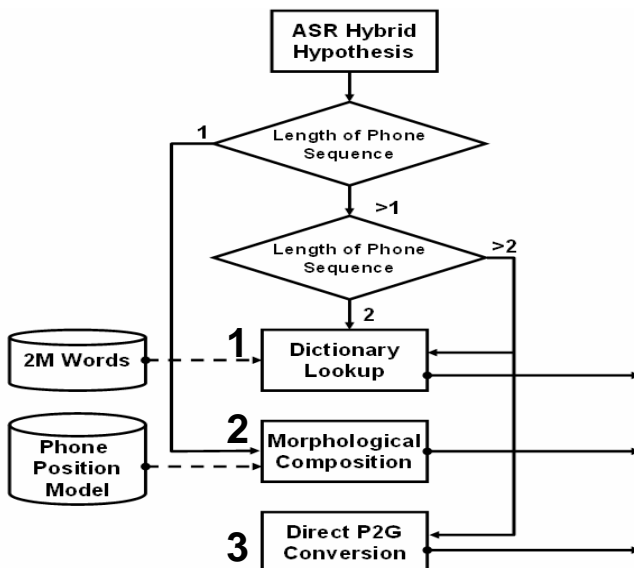 ASR Hybrid
Hypothesis
1
Length of Phone
Sequence
>1
Length of Phone
Sequence
>2
2
2M Words
1
Dictionary
Lookup
Phone
Position
Model
2
Morphological
Composition
3
Direct P2G
Conversion